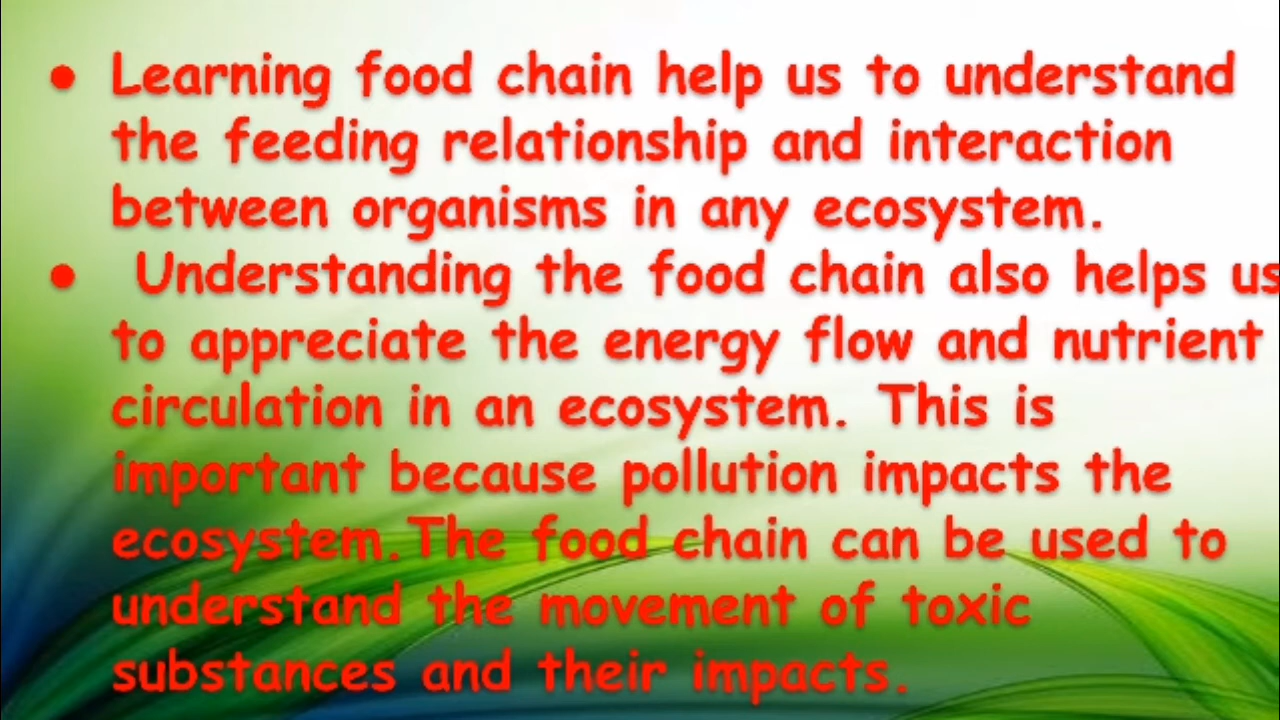 ● Learning food chain help us to understand
the feeding relationship and interaction
between organisms in any ecosystem.
● Understanding the food chain also helps us
to appreciate the energy flow and nutrient
circulation in an ecosystem. This is
important because pollution impacts the
ecosystem.The food chain can be used to
understand the movement of toxic
substances and their impacts.